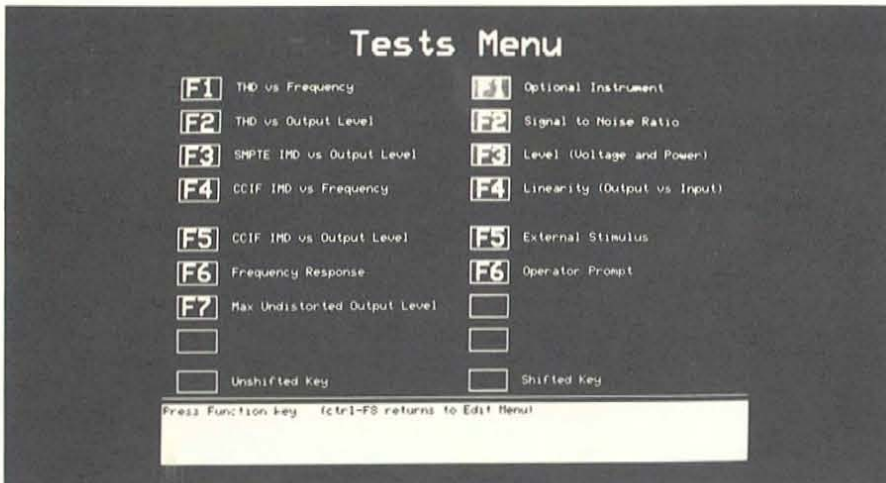 Tests Menu
F1 THD vs Frequency
F2 THD vs Output Level
F3 SMPTE IMD vs Output Level
F4 CCIF IMD vs Frequency
F5 CCIF IMD vs Output Level
F6 Frequency Response
F7 Max Undistorted Output Level
Unshifted Key
F1 Optional Instrument
F2 Signal to Noise Ratio
F3 Level (Voltage and Power)
F4 Linearity (Output vs Input)
F5 External Stimulus
F6 Operator Prompt
Shifted Key
Press Function key (ctrl-F8 returns to Edit Menu)